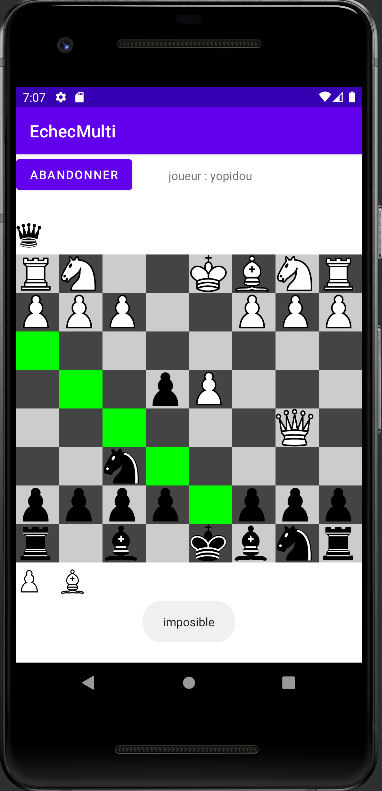 7:07
EchecMulti
ABANDONNER
joueur : yopidou
imposible